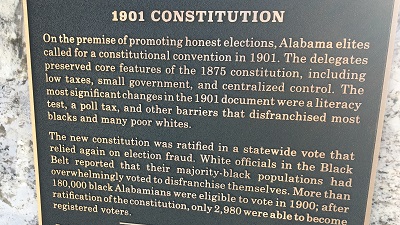 1901 CONSTITUTION
On the premise of promoting honest elections, Alabama elites
called for a constitutional convention in 1901. The delegates
preserved core features of the 1875 constitution, including
low taxes, small government, and centralized control. The
most significant changes in the 1901 document were a literacy
test, a poll tax, and other barriers that disfranchised most
blacks and many poor whites.
The new constitution was ratified in a statewide vote that
relied again on election fraud. White officials in the Black
Belt reported that their majority-black populations had
overwhelmingly voted to disfranchise themselves. More than
180,000 black Alabamians were eligible to vote in 1900; after
ratification of the constitution, only 2,980 were able to become
registered voters.